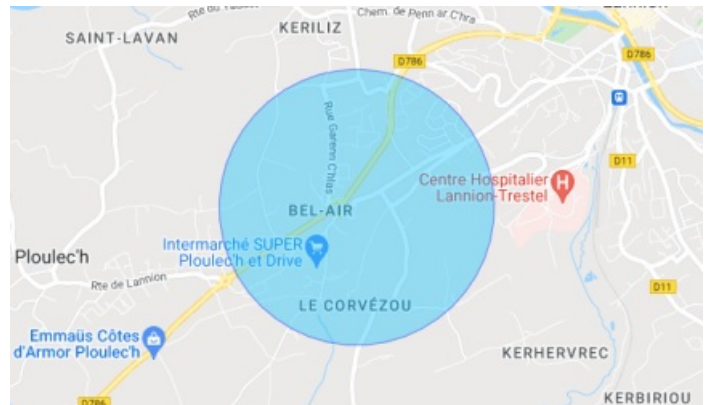 Chem. de Penn ar C'hra
KERILIZ
SAINT-LAVAN
D786
D11
Rue Garenn C'hlas
Centre Hospitalier
Lannion-Trestel
H
BEL-AIR
Intermarché SUPER
Ploulec'h et Drive
Ploulec'h
Rte de Lannion
D11
LE CORVÉZOU
Emmaüs Côtes
d'Armor Ploulec'h
KERHERVREC
KERBIRIOU
D786